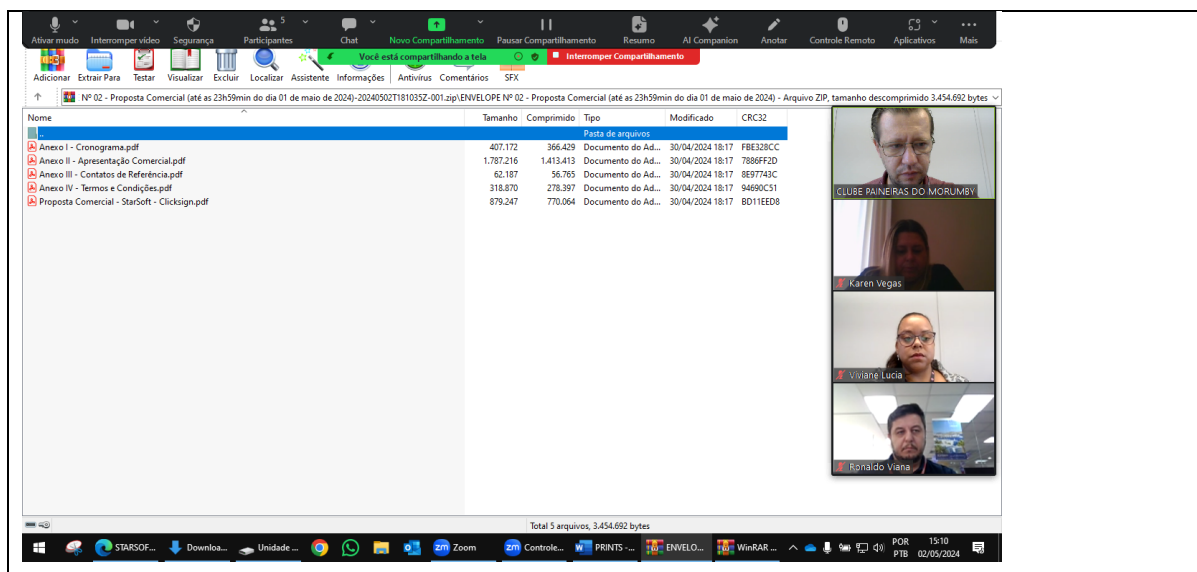 Ativar mudo Interromper vídeo Segurança Participantes 5 Chat Novo Compartilhamento Pausar Compartilhamento Resumo AI Companion Anotar Controle Remoto Aplicativos Mais
Você está compartilhando a tela Interromper Compartilhamento
Adicionar Extrair Para Testar Visualizar Excluir Localizar Assistente Informações Antivírus Comentários SFX
Nº 02 - Proposta Comercial (até as 23h59min do dia 01 de maio de 2024)-20240502T181035Z-001.zip\ENVELOPE Nº 02 - Proposta Comercial (até as 23h59min do dia 01 de maio de 2024) - Arquivo ZIP, tamanho descomprimido 3.454.692 bytes
Nome Tamanho Comprimido Tipo Modificado CRC32
.. Pasta de arquivos
Anexo I - Cronograma.pdf 407.172 366.429 Documento do Ad... 30/04/2024 18:17 FBE328CC
Anexo II - Apresentação Comercial.pdf 1.787.216 1.413.413 Documento do Ad... 30/04/2024 18:17 7886FF2D
Anexo III - Contatos de Referência.pdf 62.187 56.765 Documento do Ad... 30/04/2024 18:17 8E97743C
Anexo IV - Termos e Condições.pdf 318.870 278.397 Documento do Ad... 30/04/2024 18:17 94690C51
Proposta Comercial - StarSoft - Clicksign.pdf 879.247 770.064 Documento do Ad... 30/04/2024 18:17 BD11EED8
CLUBE PAINEIRAS DO MORUMBY
Karen Vegas
Viviane Lucia
Ronaldo Viana
Total 5 arquivos, 3.454.692 bytes
STARSOF... Downloa... Unidade ... Zoom Controle... PRINTS -... ENVELO... WinRAR ... POR 15:10
PTB 02/05/2024